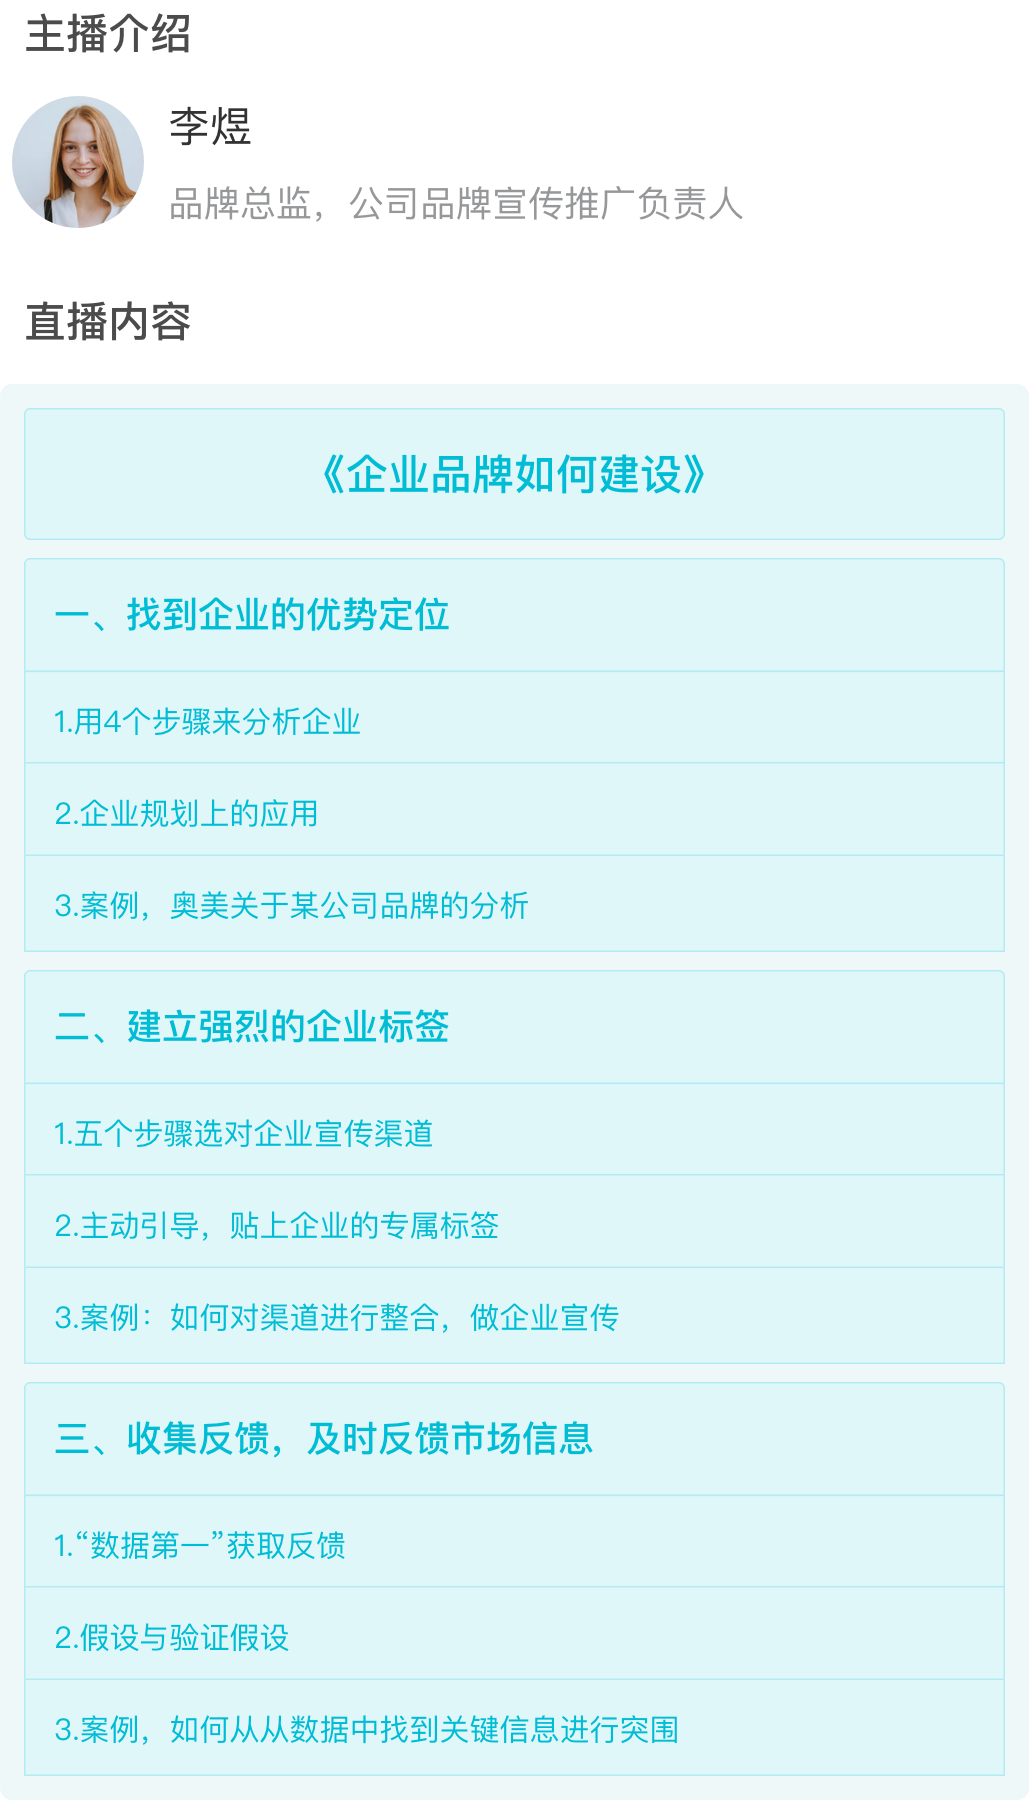 主播介绍
李煜
品牌总监，公司品牌宣传推广负责人
直播内容
《企业品牌如何建设》
一、找到企业的优势定位
1.用4个步骤来分析企业
2.企业规划上的应用
3.案例，奥美关于某公司品牌的分析
二、建立强烈的企业标签
1.五个步骤选对企业宣传渠道
2.主动引导，贴上企业的专属标签
3.案例：如何对渠道进行整合，做企业宣传
三、收集反馈，及时反馈市场信息
1.“数据第一”获取反馈
2.假设与验证假设
3.案例，如何从从数据中找到关键信息进行突围